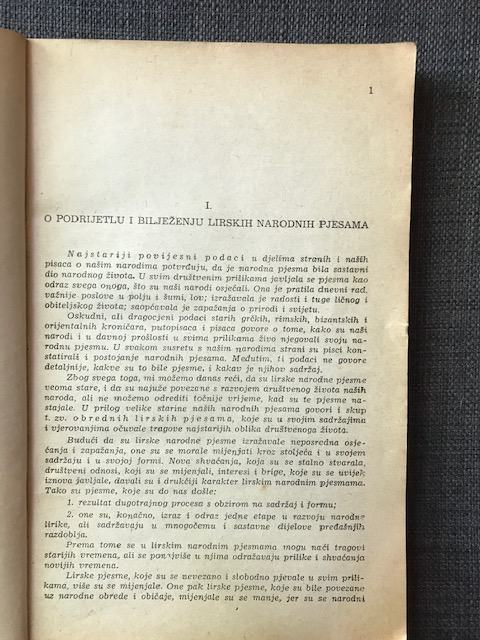 1
I.
O PODRIJETLU I BILJEŽENJU LIRSKIH NARODNIH PJESAMA
Najstariji povijesni podaci u djelima stranih i naših
pisaca o našim narodima potvrđuju, da je narodna pjesma bila sastavni
dio narodnog života. U svim društvenim prilikama javljala se pjesma kao
odraz svega onoga, što su naši narodi osjećali. Ona je pratila dnevni rad,
važnije poslove u polju i šumi, lov; izražavala je radosti i tuge ličnog i
obiteljskog života; saopćavala je zapažanja o prirodi i svijetu.
Oskudni, ali dragocjeni podaci starih grčkih, rimskih, bizantskih i
orijentalnih kroničara, putopisaca i pisaca govore o tome, kako su naši
narodi i u davnoj prošlosti u svima prilikama živo njegovali svoju na-
rodnu pjesmu. U svakom susretu s našim narodima strani su pisci kon-
statirali i postojanje narodnih pjesama. Međutim, ti podaci ne govore
detaljnije, kakve su to bile pjesme, i kakav je njihov sadržaj.
Zbog svega toga, mi možemo danas reći, da su lirske narodne pjesme
veoma stare, i da su najuže povezane s razvojem društvenog života naših
naroda, ali ne možemo odrediti točnije vrijeme, kad su te pjesme na-
stajale. U prilog velike starine naših narodnih pjesama govori i skup
t. zv. obrednih lirskih pjesama, koje su u svojim sadržajima
i vjerovanjima očuvale tragove najstarijih oblika društvenoga života.
Budući da su lirske narodne pjesme izražavale neposredna osje-
ćanja i zapažanja, one su se morale mijenjati kroz stoljeća i u svojem
sadržaju i u svojoj formi. Nova shvaćanja, koja su se stalno stvarala,
društveni odnosi, koji su se mijenjali, interesi i brige, koje su se uvijek
iznova javljale, davali su i drukčiji karakter lirskim narodnim pjesmama.
Tako su pjesme, koje su do nas došle:
1. rezultat dugotrajnog procesa s obzirom na sadržaj i formu;
2. one su, konačno, izraz i odraz jedne etape u razvoju narodne
lirike, ali sadržavaju u mnogočemu i sastavne dijelove pređašnjih
razdoblja.
Prema tome se u lirskim narodnim pjesmama mogu naći tragovi
starijih vremena, ali se ponajviše u njima odražavaju prilike i shvaćanja
novijih vremena.
Lirske pjesme, koje su se nevezano i slobodno pjevale u svim prili-
kama, više su se mijenjale. One pak lirske pjesme, koje su bile povezane
uz narodne obrede i običaje, mijenjale su se manje, jer su se narodni